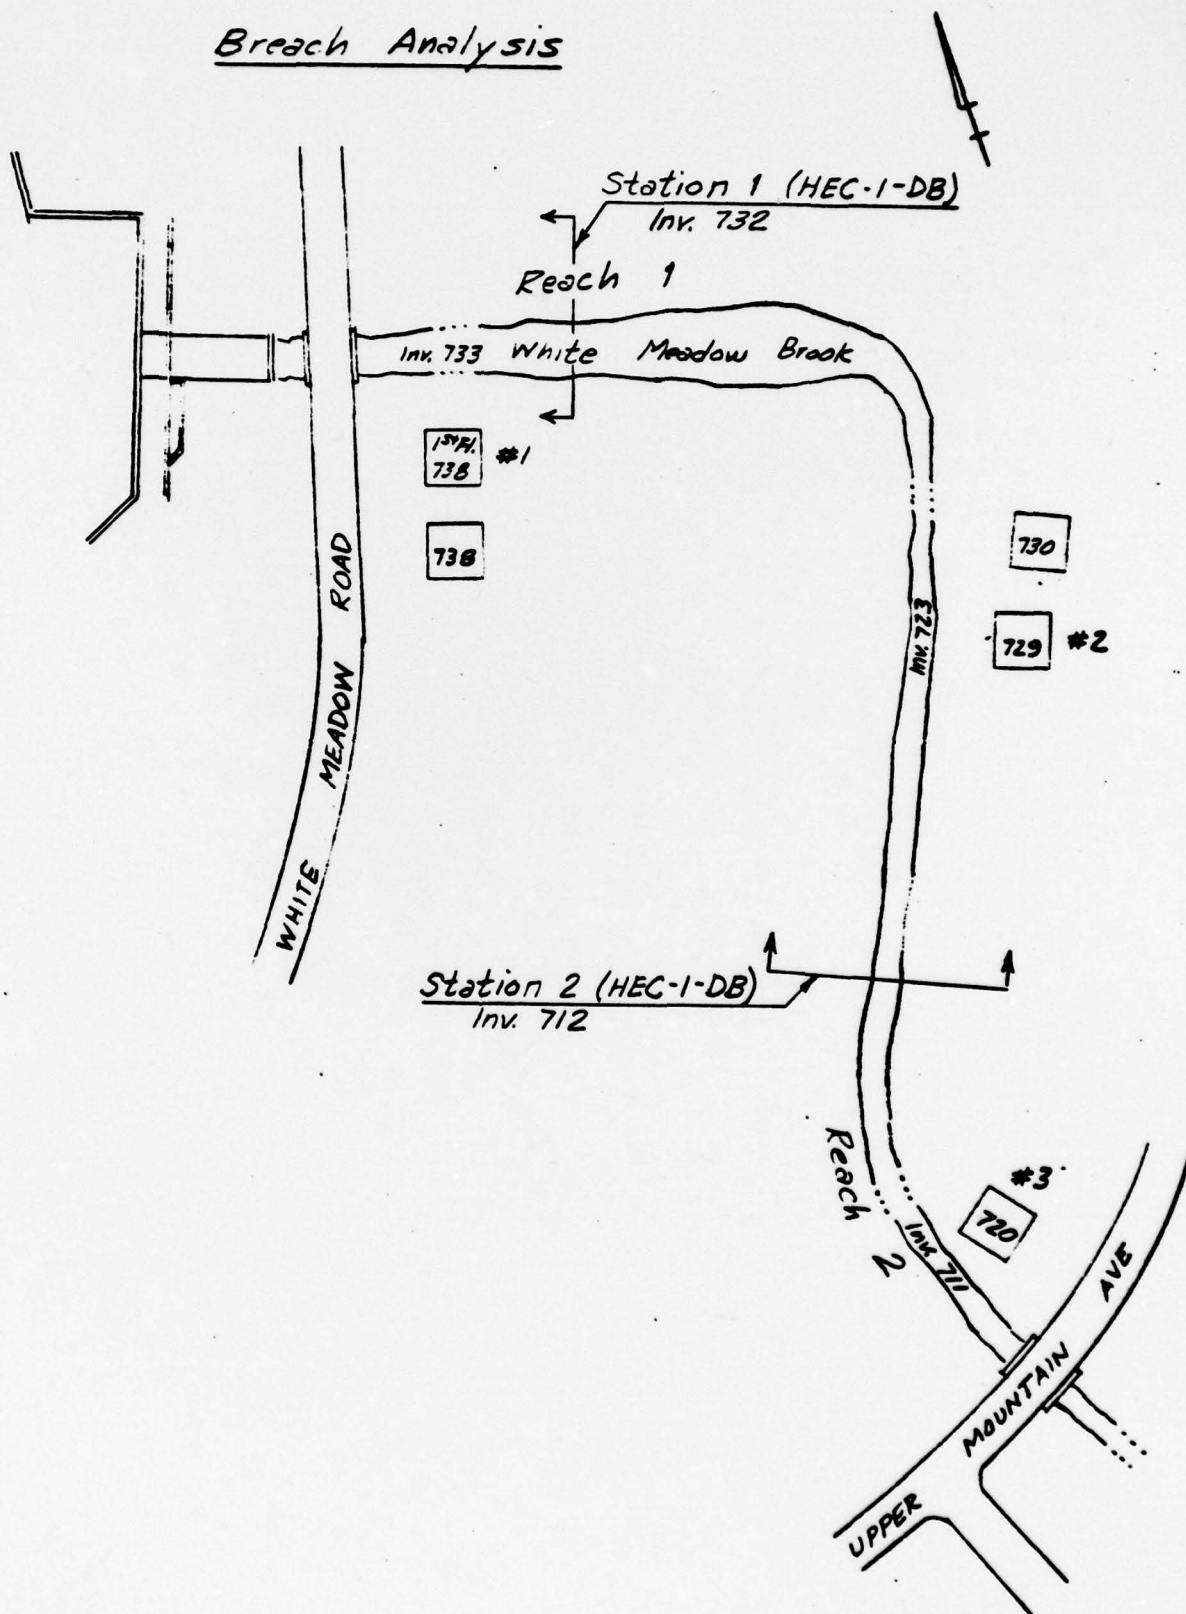 Breach Analysis
Station 1 (HEC-1-DB)
Inv. 732
Reach 1
Inv. 733 White Meadow Brook
1st Fl.
738
#1
738
730
729
#2
Inv. 723
WHITE MEADOW ROAD
Station 2 (HEC-1-DB)
Inv. 712
Reach 2
#3
720
Inv. 711
UPPER MOUNTAIN AVE